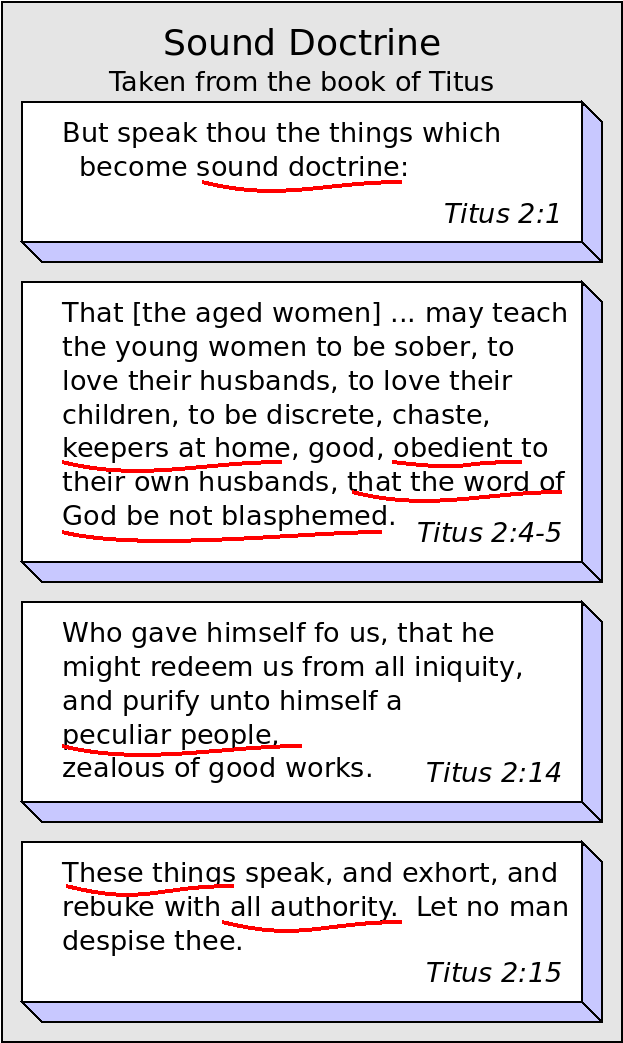 Sound Doctrine
Taken from the book of Titus
But speak thou the things which
become sound doctrine:
Titus 2:1
That [the aged women] ... may teach
the young women to be sober, to
love their husbands, to love their
children, to be discrete, chaste,
keepers at home, good, obedient to
their own husbands, that the word of
God be not blasphemed.
Titus 2:4-5
Who gave himself fo us, that he
might redeem us from all iniquity,
and purify unto himself a
peculiar people,
zealous of good works.
Titus 2:14
These things speak, and exhort, and
rebuke with all authority.  Let no man
despise thee.
Titus 2:15